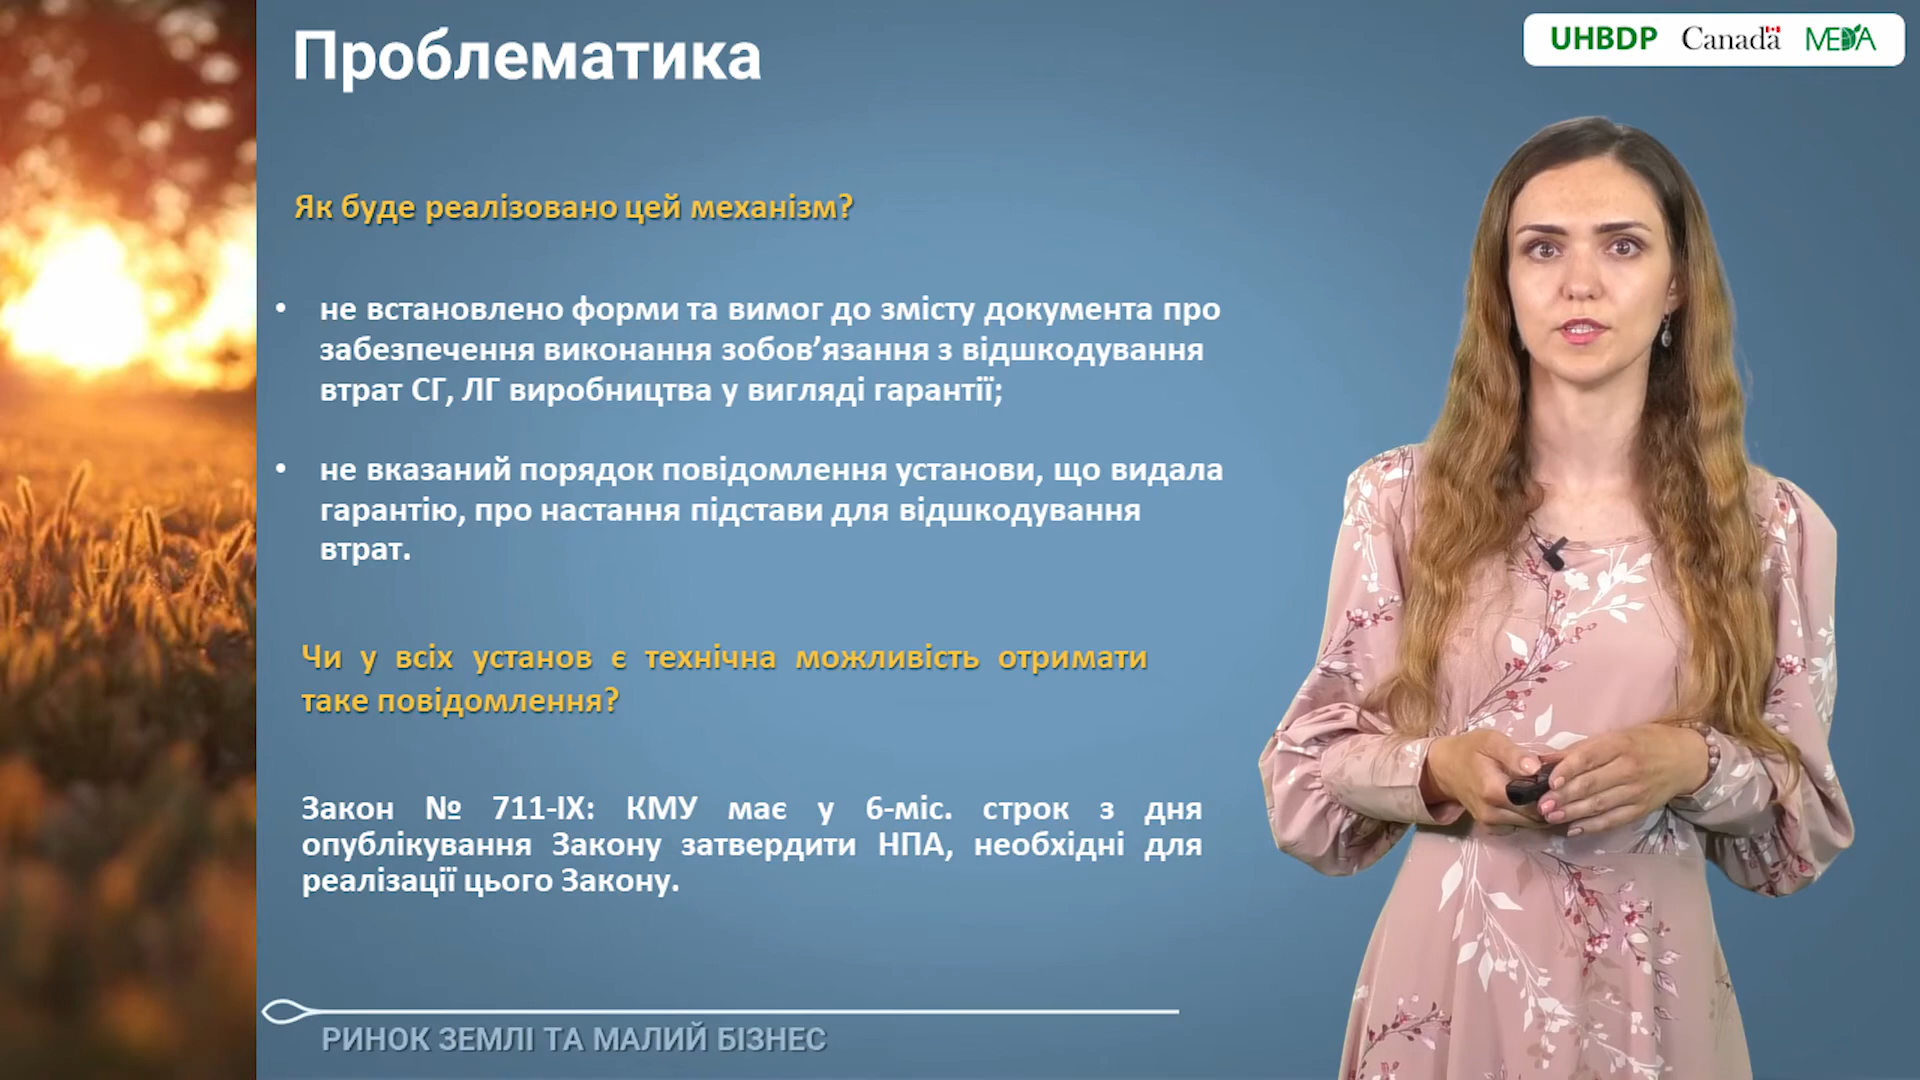 Проблематика
UHBDP Canada MEDA
Як буде реалізовано цей механізм?
• не встановлено форми та вимог до змісту документа про
забезпечення виконання зобов’язання з відшкодування
втрат СГ, ЛГ виробництва у вигляді гарантії;
• не вказаний порядок повідомлення установи, що видала
гарантію, про настання підстави для відшкодування
втрат.
Чи у всіх установ є технічна можливість отримати
таке повідомлення?
Закон № 711-IX: КМУ має у 6-міс. строк з дня
опублікування Закону затвердити НПА, необхідні для
реалізації цього Закону.
РИНОК ЗЕМЛІ ТА МАЛИЙ БІЗНЕС